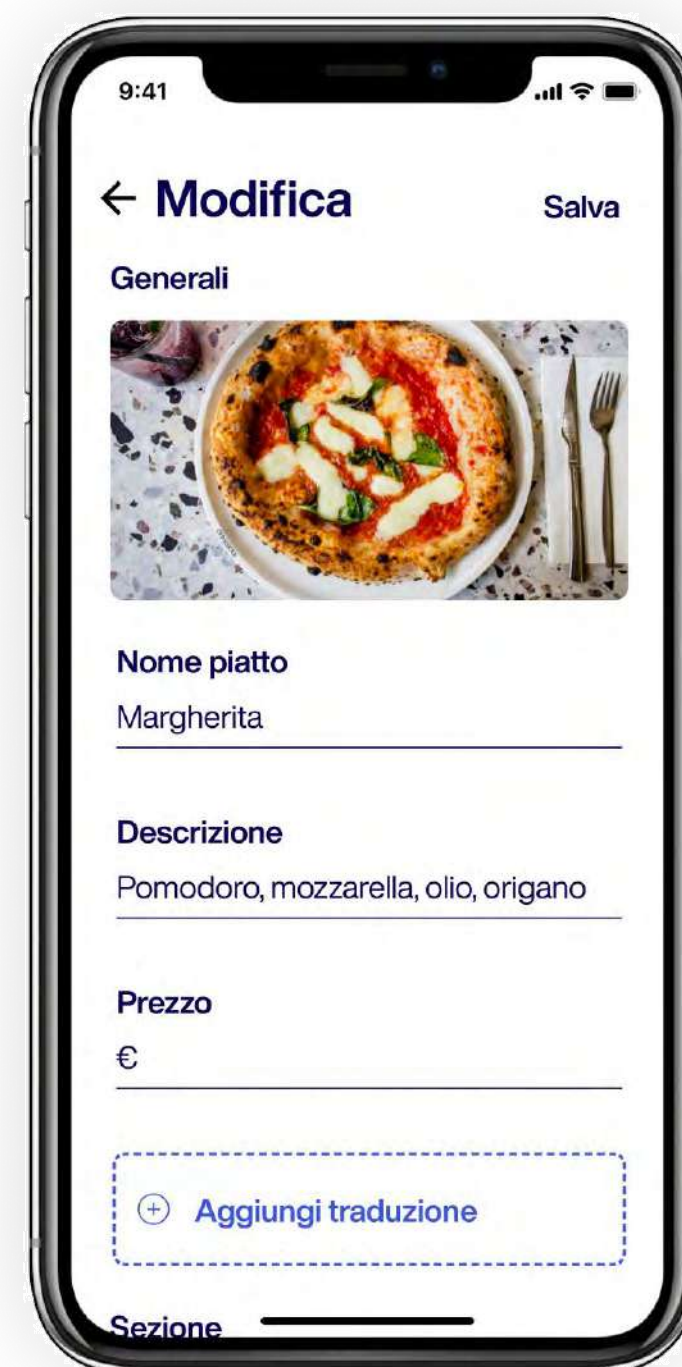 9:41
Modifica
Salva
Generali
Nome piatto
Margherita
Descrizione
Pomodoro, mozzarella, olio, origano
Prezzo
€
Aggiungi traduzione
Sezione